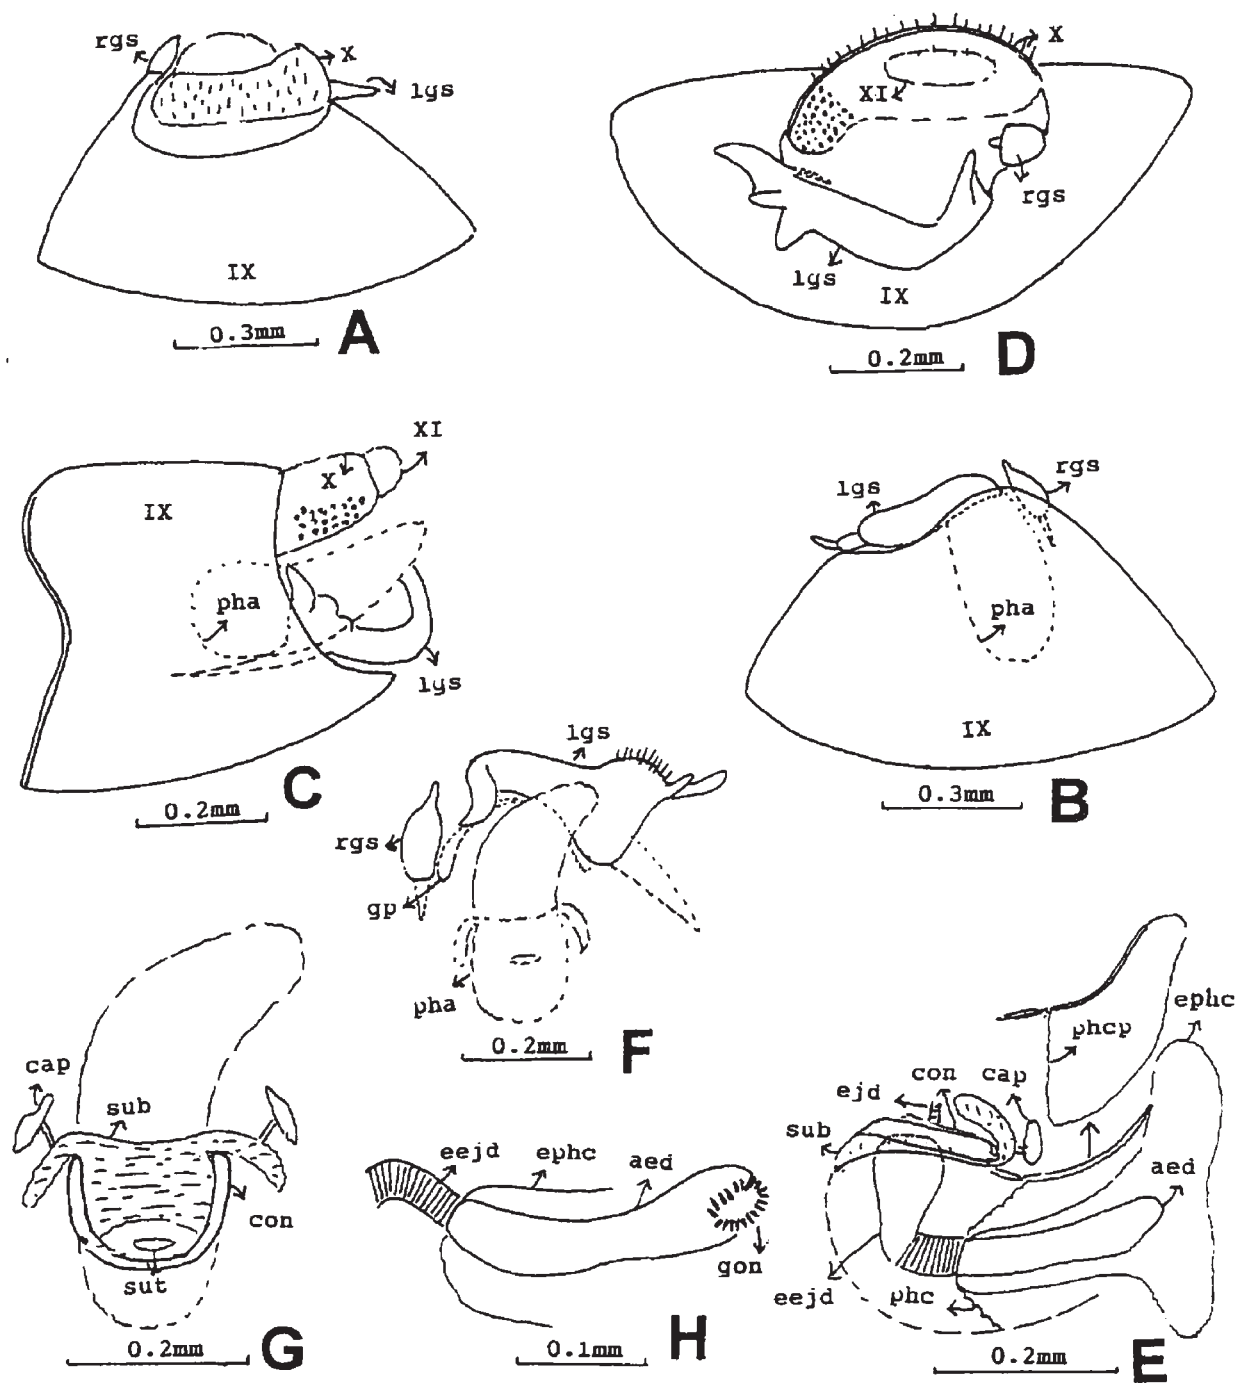 rgs
X
lgs
IX
0.3mm
A
X
XI
rgs
lgs
IX
0.2mm
D
XI
X
IX
pha
lgs
0.2mm
C
rgs
lgs
pha
IX
0.3mm
B
lgs
rgs
gp
pha
0.2mm
F
cap
sub
con
sut
0.2mm
G
eejd
ephc
aed
gon
0.1mm
H
ephc
phcp
con
cap
ejd
sub
aed
eejd
phc
0.2mm
E